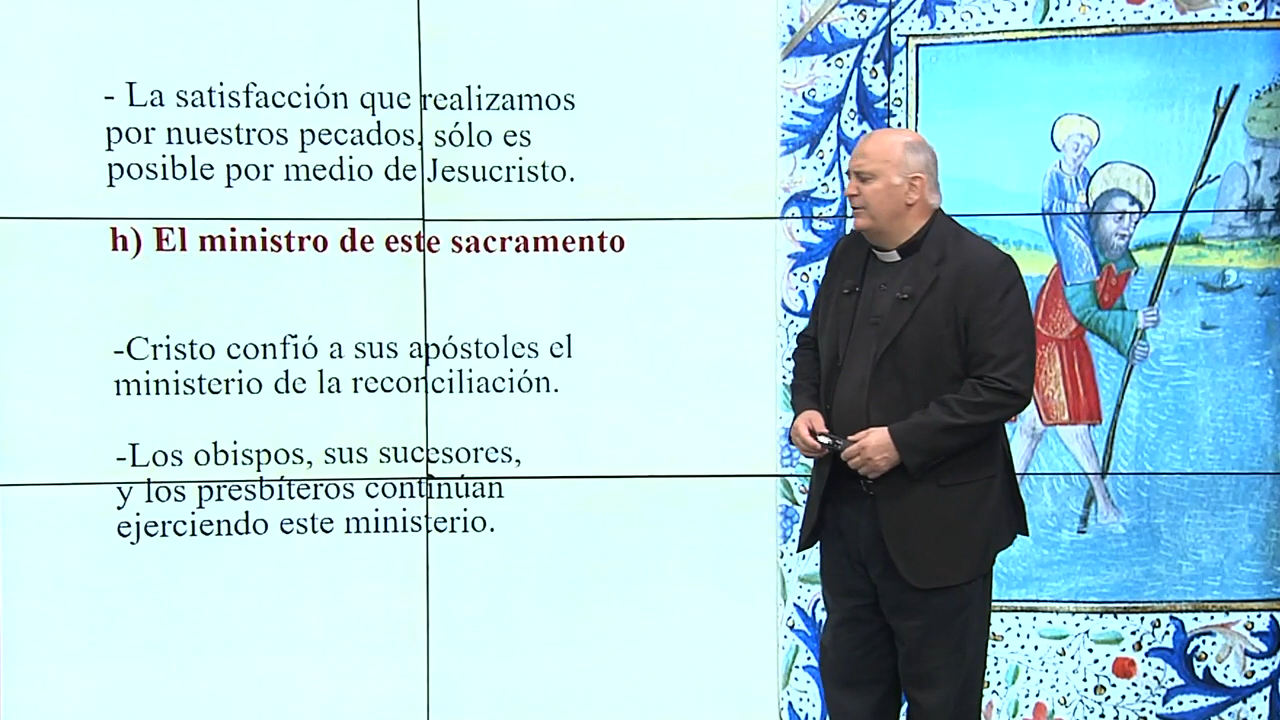 - La satisfacción que realizamos
por nuestros pecados, sólo es
posible por medio de Jesucristo.
h) El ministro de este sacramento
-Cristo confió a sus apóstoles el
ministerio de la reconciliación.
-Los obispos, sus sucesores,
y los presbíteros continúan
ejerciendo este ministerio.